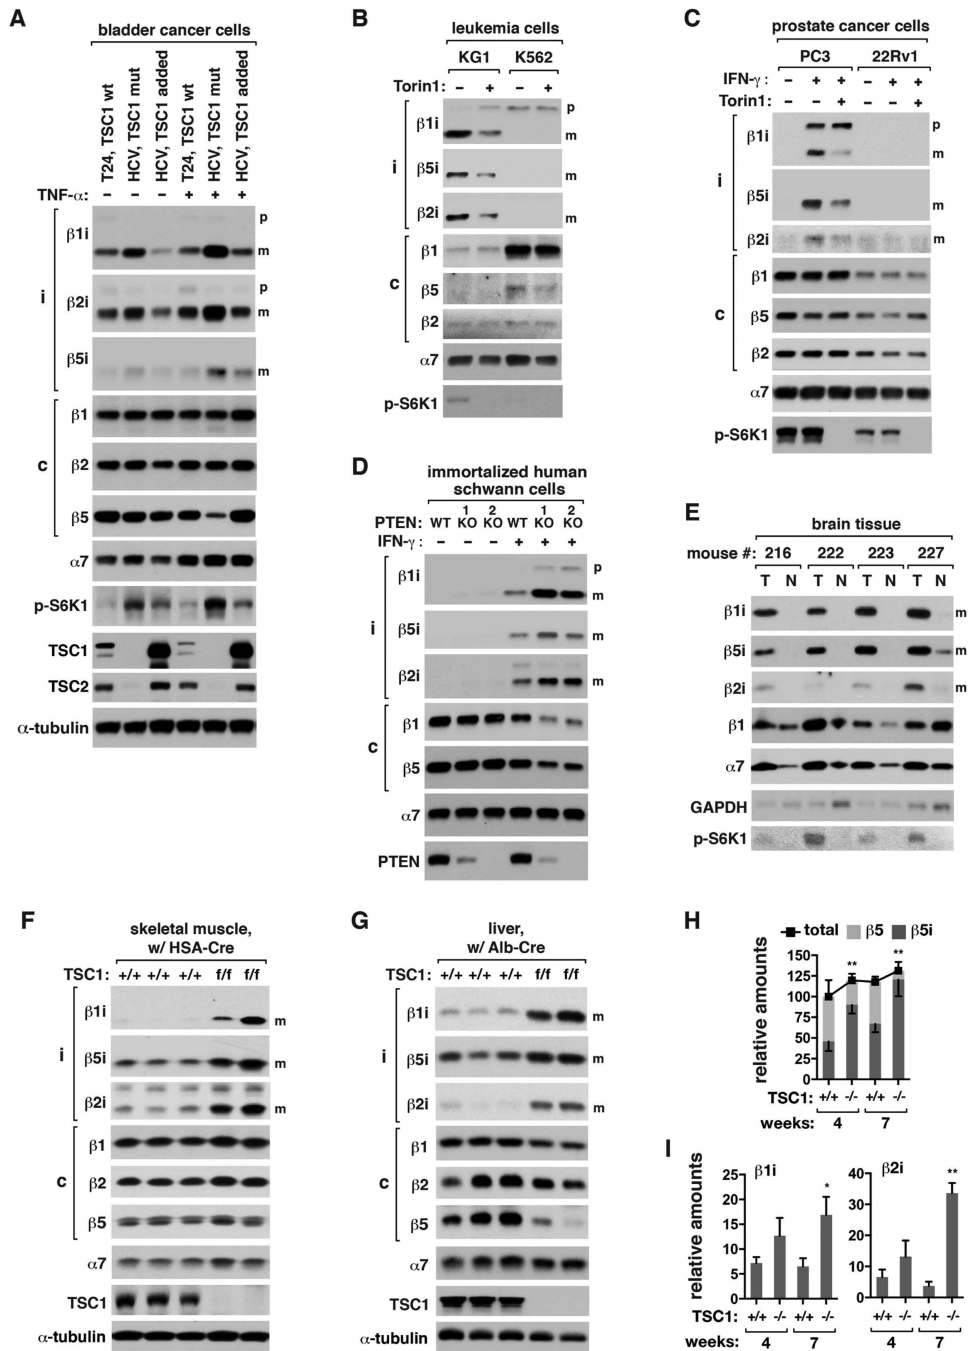 A
bladder cancer cells
T24, TSC1 wt
HCV, TSC1 mut
HCV, TSC1 added
T24, TSC1 wt
HCV, TSC1 mut
HCV, TSC1 added
TNF-α: – – – + + +
i
β1i p
m
β2i p
m
β5i m
c
β1
β2
β5
α7
p-S6K1
TSC1
TSC2
α-tubulin
B
leukemia cells
KG1 K562
Torin1: – + – +
i
β1i p
m
β5i m
β2i m
c
β1
β5
β2
α7
p-S6K1
C
prostate cancer cells
PC3 22Rv1
IFN-γ: – + + – + +
Torin1: – – + – – +
i
β1i p
m
β5i m
β2i m
c
β1
β5
β2
α7
p-S6K1
D
immortalized human
schwann cells
1 2 1 2
PTEN: WT KO KO WT KO KO
IFN-γ: – – – + + +
i
β1i p
m
β5i m
β2i m
c
β1
β5
α7
PTEN
E
brain tissue
mouse #: 216 222 223 227
T N T N T N T N
β1i m
β5i m
β2i m
β1
α7
GAPDH
p-S6K1
F
skeletal muscle,
w/ HSA-Cre
TSC1: +/+ +/+ +/+ f/f f/f
i
β1i m
β5i m
β2i m
c
β1
β2
β5
α7
TSC1
α-tubulin
G
liver,
w/ Alb-Cre
TSC1: +/+ +/+ +/+ f/f f/f
i
β1i m
β5i m
β2i m
c
β1
β2
β5
α7
TSC1
α-tubulin
H
total β5 β5i
relative amounts
150
125
100
75
50
25
0
** **
TSC1: +/+ -/- +/+ -/-
weeks: 4 7
I
relative amounts
β1i
25
20
15
10
5
0
*
TSC1: +/+ -/- +/+ -/-
weeks: 4 7
β2i
40
30
20
10
0
**
+/+ -/- +/+ -/-
4 7